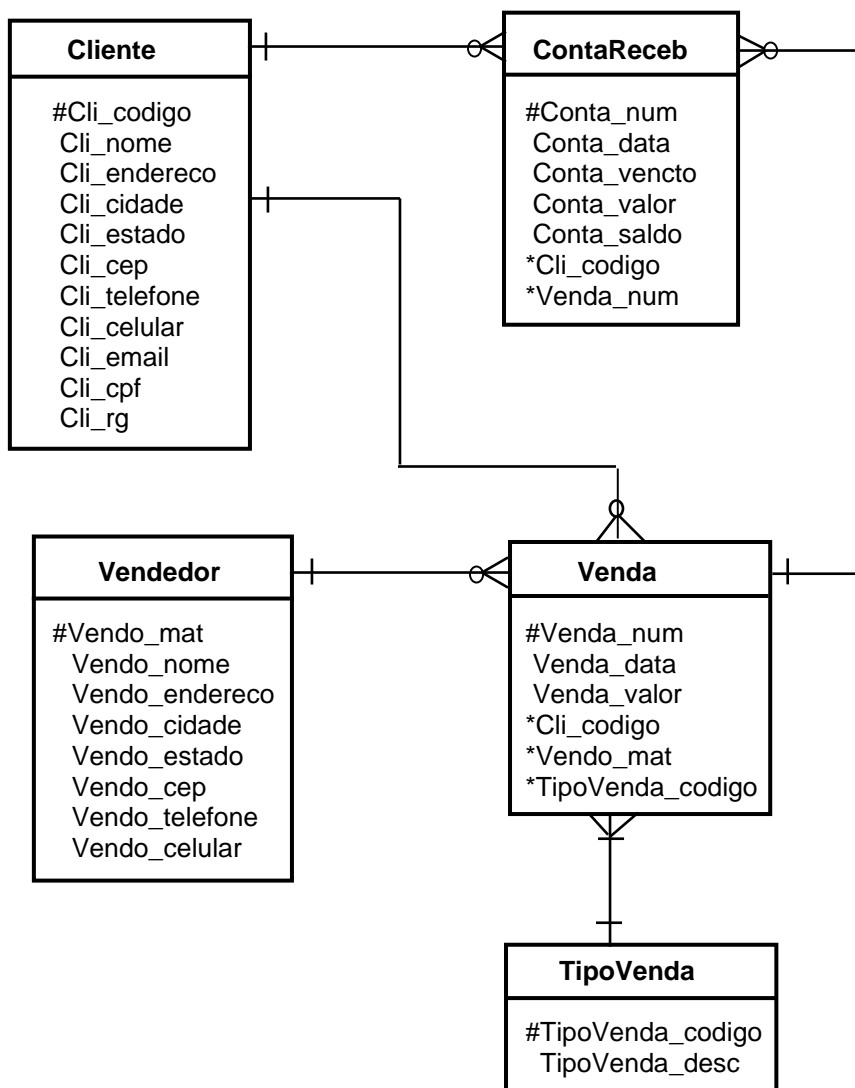 Cliente
#Cli_codigo
Cli_nome
Cli_endereco
Cli_cidade
Cli_estado
Cli_cep
Cli_telefone
Cli_celular
Cli_email
Cli_cpf
Cli_rg
ContaReceb
#Conta_num
Conta_data
Conta_vencto
Conta_valor
Conta_saldo
*Cli_codigo
*Venda_num
Vendedor
#Vendo_mat
Vendo_nome
Vendo_endereco
Vendo_cidade
Vendo_estado
Vendo_cep
Vendo_telefone
Vendo_celular
Venda
#Venda_num
Venda_data
Venda_valor
*Cli_codigo
*Vendo_mat
*TipoVenda_codigo
TipoVenda
#TipoVenda_codigo
TipoVenda_desc